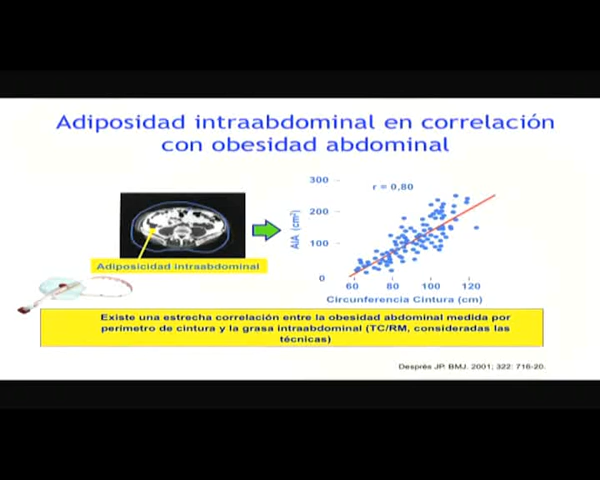 Adiposidad intraabdominal en correlación
con obesidad abdominal
Adiposicidad intraabdominal
r = 0,80
AIA (cm²)
300
200
100
0
60 80 100 120
Circunferencia Cintura (cm)
Existe una estrecha correlación entre la obesidad abdominal medida por
perímetro de cintura y la grasa intraabdominal (TC/RM, consideradas las
técnicas)
Després JP. BMJ. 2001; 322: 716-20.